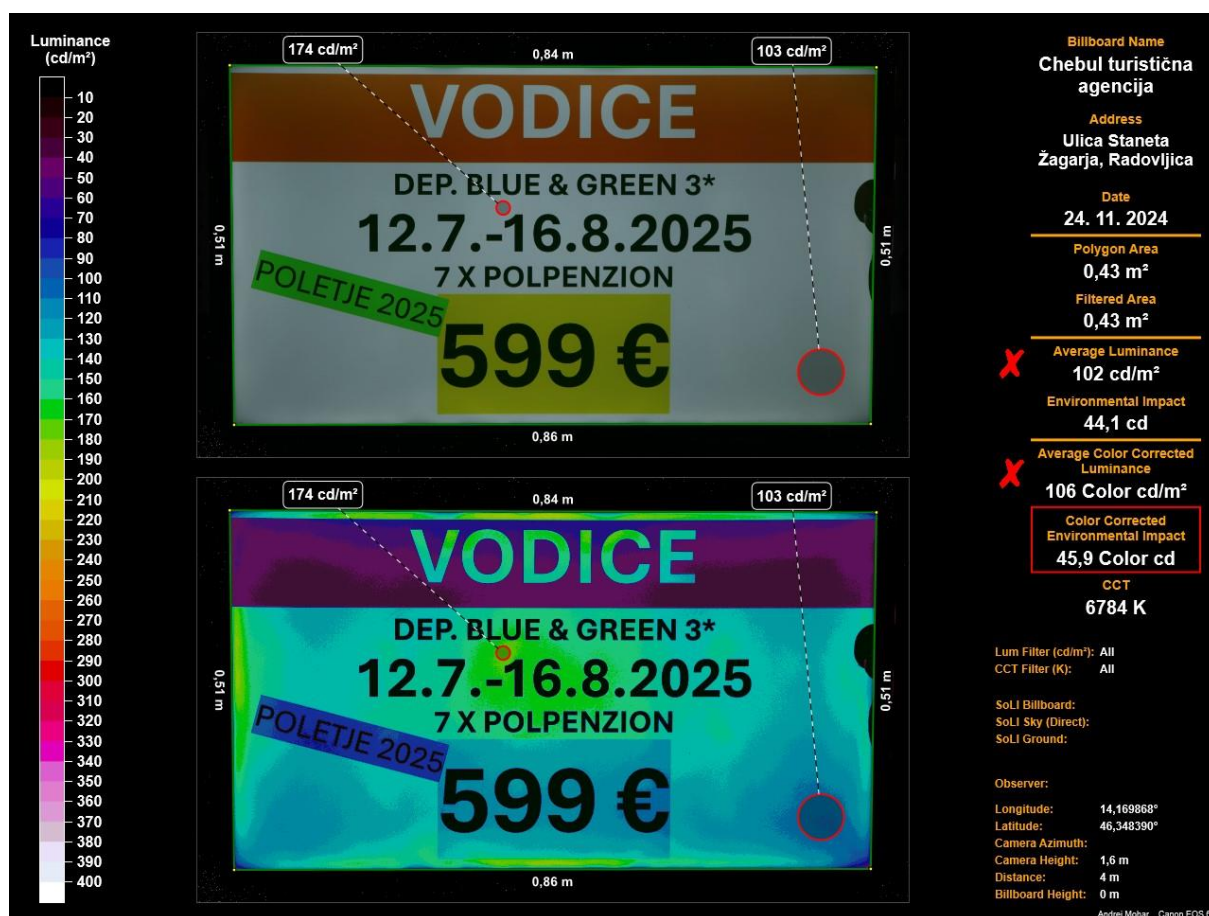 Luminance
(cd/m²)
10
20
30
40
50
60
70
80
90
100
110
120
130
140
150
160
170
180
190
200
210
220
230
240
250
260
270
280
290
300
310
320
330
340
350
360
370
380
390
400
174 cd/m²
0,84 m
103 cd/m²
VODICE
DEP. BLUE & GREEN 3*
12.7.-16.8.2025
7 X POLPENZION
POLETJE 2025
599 €
0,51 m
0,51 m
0,86 m
174 cd/m²
0,84 m
103 cd/m²
VODICE
DEP. BLUE & GREEN 3*
12.7.-16.8.2025
7 X POLPENZION
POLETJE 2025
599 €
0,51 m
0,51 m
0,86 m
Billboard Name
Chebul turistična
agencija
Address
Ulica Staneta
Žagarja, Radovljica
Date
24. 11. 2024
Polygon Area
0,43 m²
Filtered Area
0,43 m²
Average Luminance
102 cd/m²
Environmental Impact
44,1 cd
Average Color Corrected
Luminance
106 Color cd/m²
Color Corrected
Environmental Impact
45,9 Color cd
CCT
6784 K
Lum Filter (cd/m²): All
CCT Filter (K): All
SoLI Billboard:
SoLI Sky (Direct):
SoLI Ground:
Observer:
Longitude: 14,169868°
Latitude: 46,348390°
Camera Azimuth:
Camera Height: 1,6 m
Distance: 4 m
Billboard Height: 0 m
Andrej Mohar Canon EOS